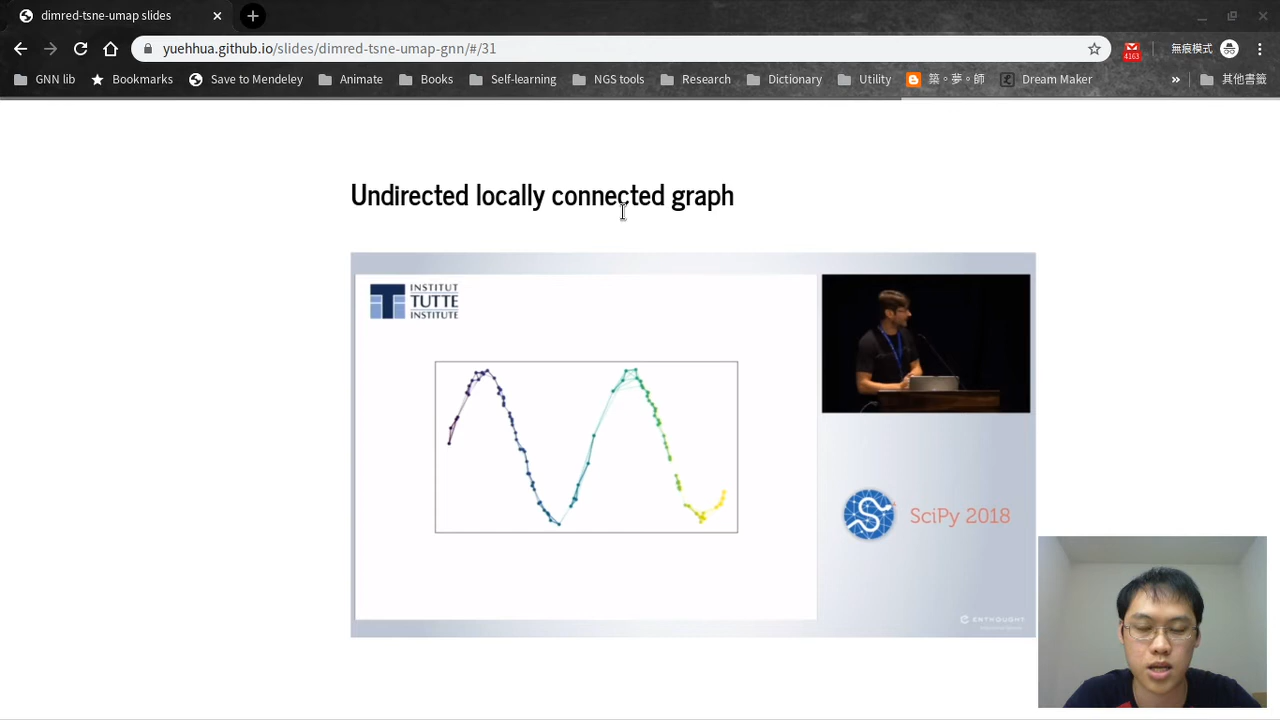 dimred-tsne-umap slides
yuehhua.github.io/slides/dimred-tsne-umap-gnn/#/31
4163
無痕模式
GNN lib
Bookmarks
Save to Mendeley
Animate
Books
Self-learning
NGS tools
Research
Dictionary
Utility
築。夢。師
Dream Maker
»
其他書籤
Undirected locally connected graph
INSTITUT
TUTTE
INSTITUTE
SciPy 2018
ENTHOUGHT